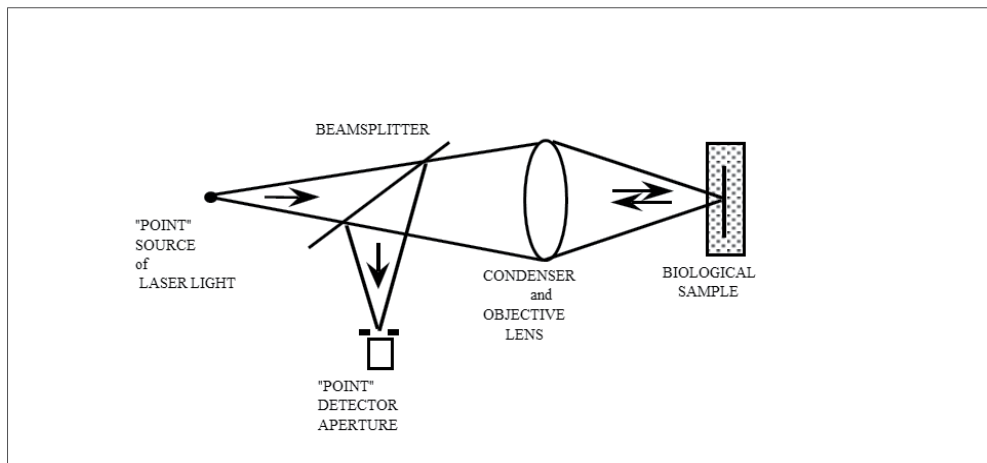 BEAMSPLITTER
"POINT"
SOURCE
of
LASER LIGHT
CONDENSER
and
OBJECTIVE
LENS
BIOLOGICAL
SAMPLE
"POINT"
DETECTOR
APERTURE